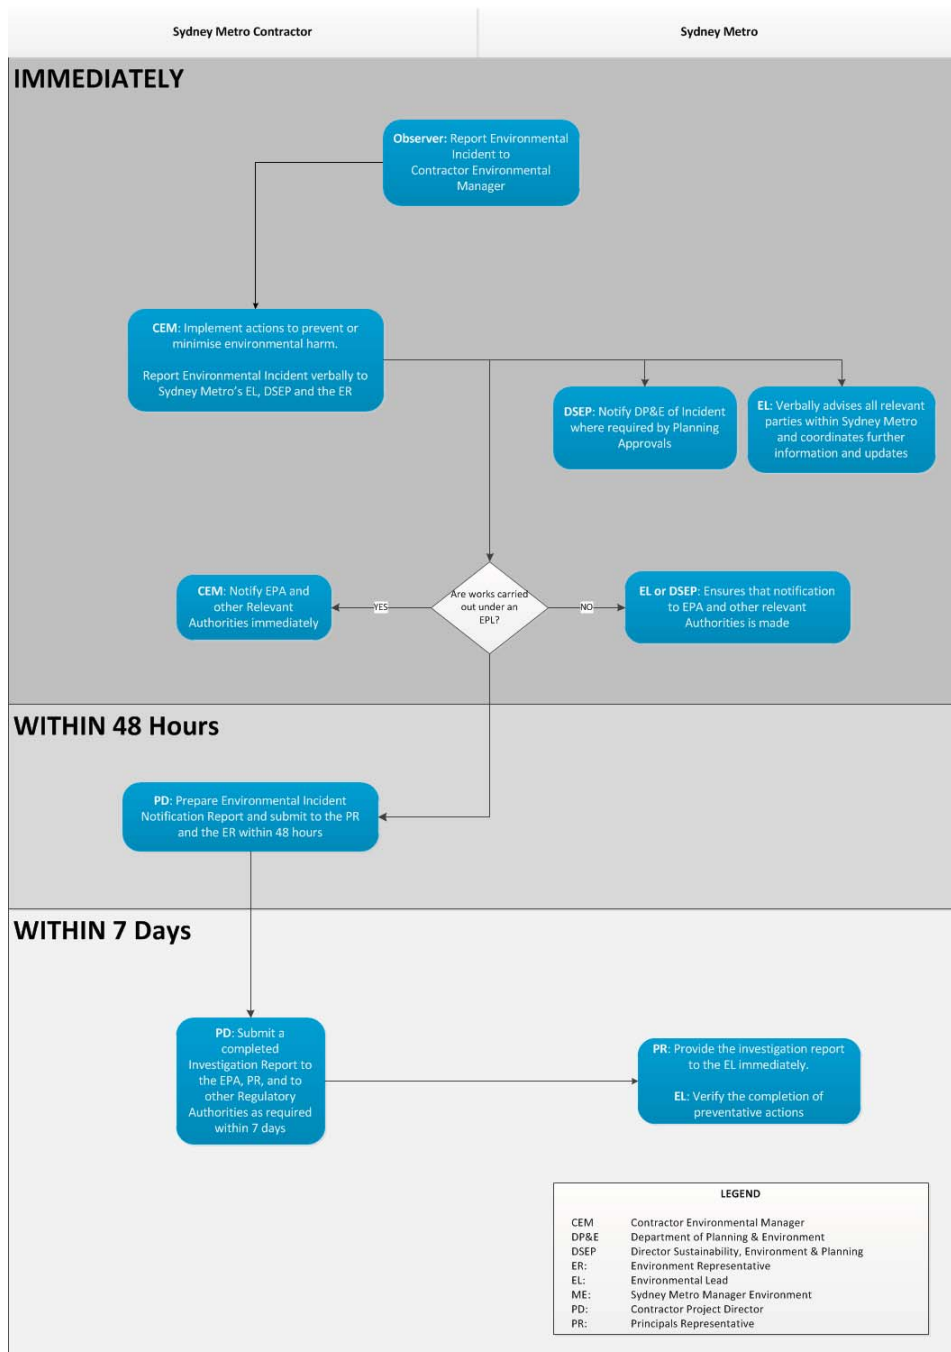 Sydney Metro Contractor
Sydney Metro
IMMEDIATELY
Observer: Report Environmental
Incident to
Contractor Environmental
Manager
CEM: Implement actions to prevent or
minimise environmental harm.
Report Environmental Incident verbally to
Sydney Metro's EL, DSEP and the ER
DSEP: Notify DP&E of Incident
where required by Planning
Approvals
EL: Verbally advises all relevant
parties within Sydney Metro
and coordinates further
information and updates
CEM: Notify EPA and
other Relevant
Authorities immediately
YES
Are works carried
out under an
EPL?
NO
EL or DSEP: Ensures that notification
to EPA and other relevant
Authorities is made
WITHIN 48 Hours
PD: Prepare Environmental Incident
Notification Report and submit to the PR
and the ER within 48 hours
WITHIN 7 Days
PD: Submit a
completed
Investigation Report to
the EPA, PR, and to
other Regulatory
Authorities as required
within 7 days
PR: Provide the investigation report
to the EL immediately.
EL: Verify the completion of
preventative actions
LEGEND
CEM Contractor Environmental Manager
DP&E Department of Planning & Environment
DSEP Director Sustainability, Environment & Planning
ER: Environment Representative
EL: Environmental Lead
ME: Sydney Metro Manager Environment
PD: Contractor Project Director
PR: Principals Representative